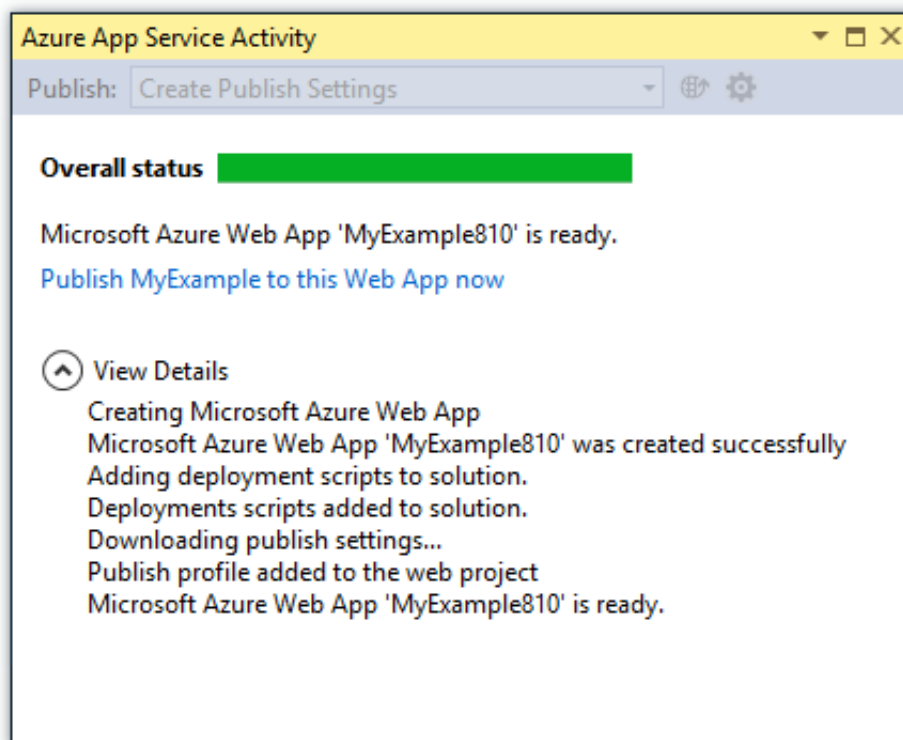 Azure App Service Activity
Publish: Create Publish Settings
Overall status
Microsoft Azure Web App 'MyExample810' is ready.
Publish MyExample to this Web App now
View Details
Creating Microsoft Azure Web App
Microsoft Azure Web App 'MyExample810' was created successfully
Adding deployment scripts to solution.
Deployments scripts added to solution.
Downloading publish settings...
Publish profile added to the web project
Microsoft Azure Web App 'MyExample810' is ready.